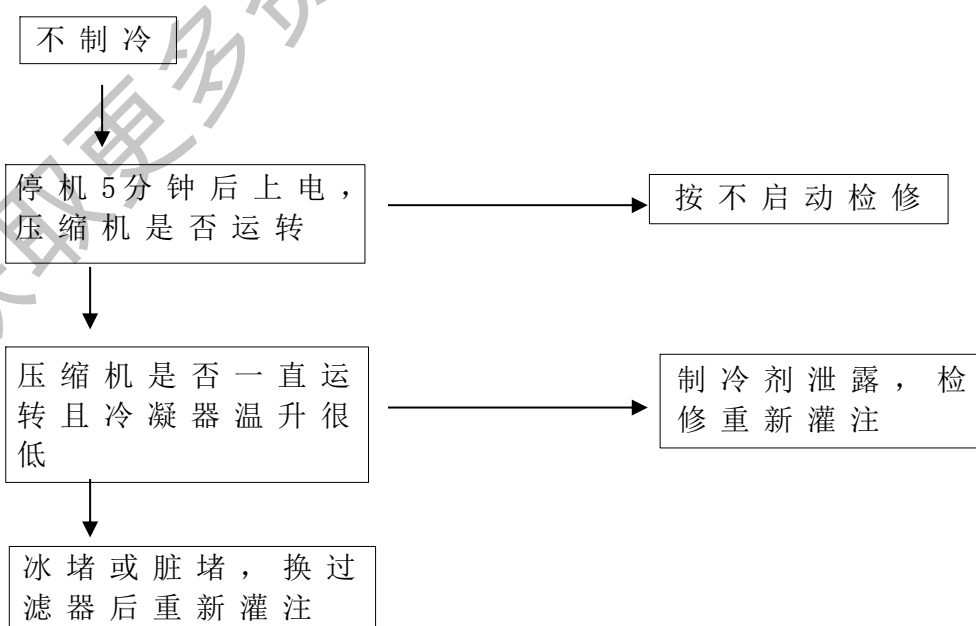 不制冷
停机5分钟后上电，
压缩机是否运转
按不启动检修
压缩机是否一直运
转且冷凝器温升很
低
制冷剂泄露，检
修重新灌注
冰堵或脏堵，换过
滤器后重新灌注
取更多